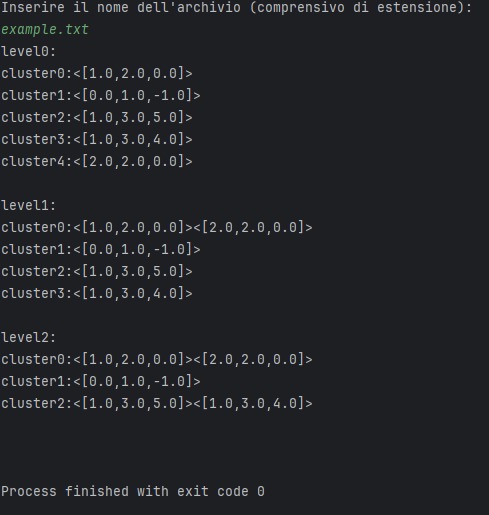 Inserire il nome dell'archivio (comprensivo di estensione):
example.txt
level0:
cluster0:<[1.0,2.0,0.0]>
cluster1:<[0.0,1.0,-1.0]>
cluster2:<[1.0,3.0,5.0]>
cluster3:<[1.0,3.0,4.0]>
cluster4:<[2.0,2.0,0.0]>

level1:
cluster0:<[1.0,2.0,0.0]><[2.0,2.0,0.0]>
cluster1:<[0.0,1.0,-1.0]>
cluster2:<[1.0,3.0,5.0]>
cluster3:<[1.0,3.0,4.0]>

level2:
cluster0:<[1.0,2.0,0.0]><[2.0,2.0,0.0]>
cluster1:<[0.0,1.0,-1.0]>
cluster2:<[1.0,3.0,5.0]><[1.0,3.0,4.0]>

Process finished with exit code 0